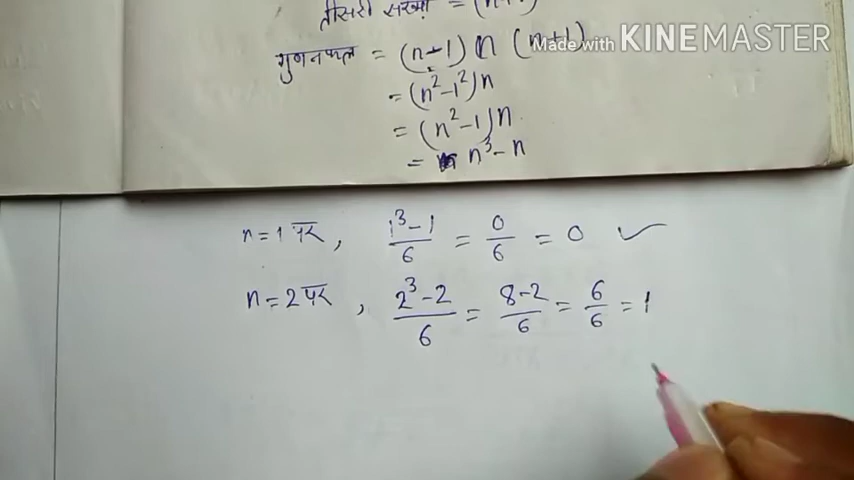 तीसरी संख्या =
गुणनफल = (n-1) n (n+1)
Made with KINEMASTER
= (n²-1²)n
= (n²-1)n
= n³-n
n=1 पर, 1³-1/6 = 0/6 = 0 ✓
n=2 पर, 2³-2/6 = 8-2/6 = 6/6 = 1